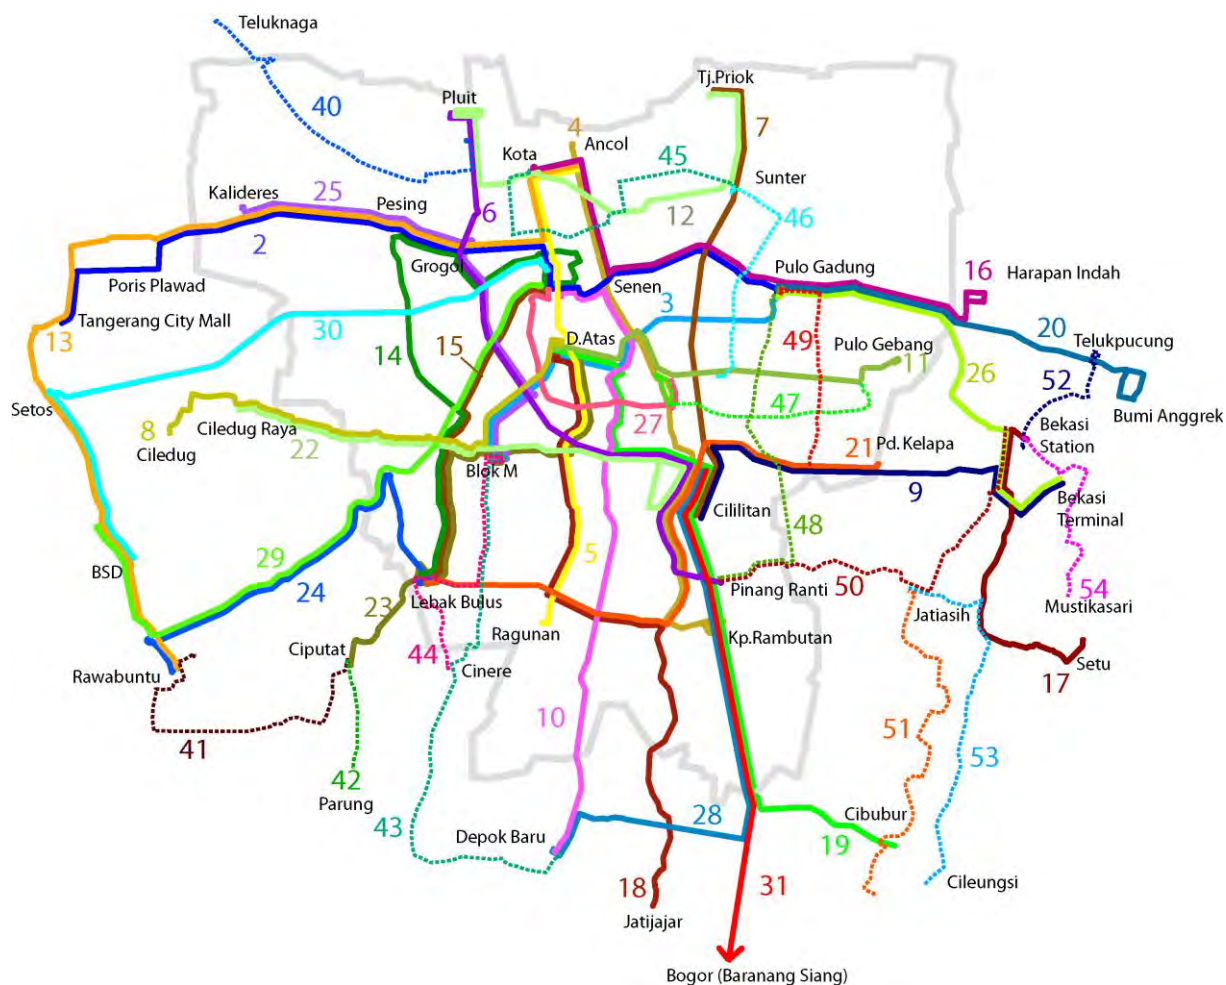 Teluknaga
Tj.Priok
40
Pluit
4
7
Kota
Ancol
45
Kalideres
25
Pesing
6
Sunter
12
46
2
Grogol
Pulo Gadung
16
Harapan Indah
Poris Plawad
Senen
3
Tangerang City Mall
20
30
D.Atas
49
Telukpucung
13
14
15
Pulo Gebang
11
26
52
Setos
47
Bumi Anggrek
8
Ciledug Raya
27
Bekasi
Station
Ciledug
22
21
Pd.Kelapa
Blok M
9
Cililitan
Bekasi
Terminal
48
29
5
BSD
24
Pinang Ranti
50
54
23
Lebak Bulus
Jatiasih
Mustikasari
Ragunan
Kp.Rambutan
Ciputat
44
Cinere
Setu
Rawabuntu
17
10
51
41
53
42
Parung
28
Cibubur
43
19
Depok Baru
18
31
Cileungsi
Jatijajar
Bogor (Baranang Siang)